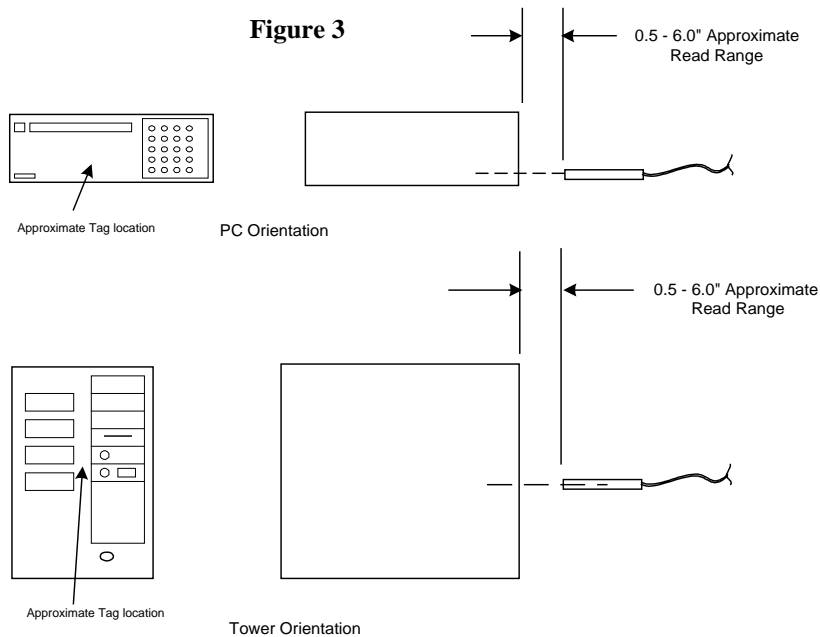 Figure 3
0.5 - 6.0" Approximate
Read Range
Approximate Tag location
PC Orientation
0.5 - 6.0" Approximate
Read Range
Approximate Tag location
Tower Orientation